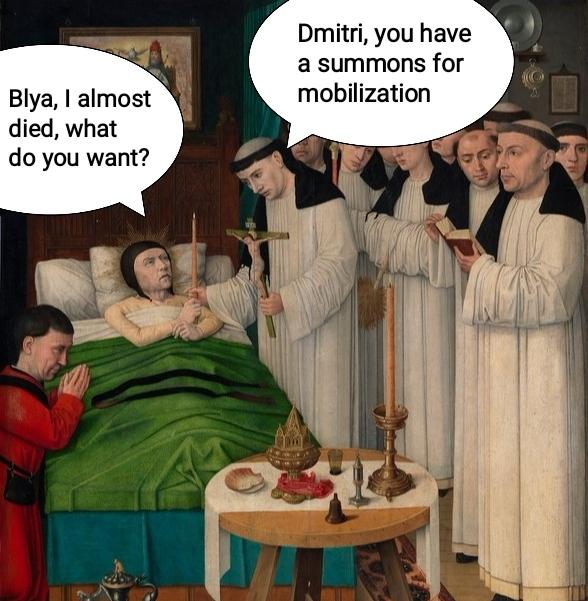 Blya, I almost
died, what
do you want?
Dmitri, you have
a summons for
mobilization